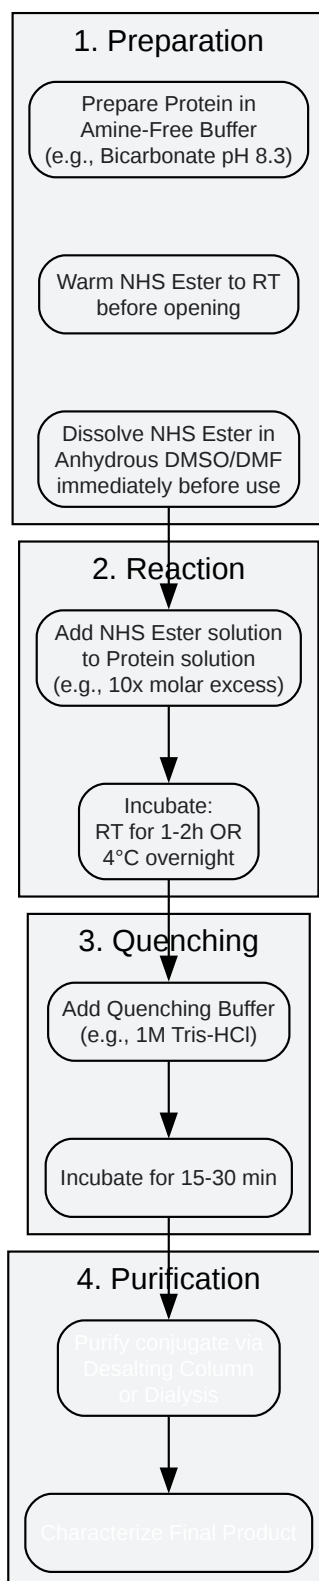 1. Preparation
Prepare Protein in
Amine-Free Buffer
(e.g., Bicarbonate pH 8.3)
Warm NHS Ester to RT
before opening
Dissolve NHS Ester in
Anhydrous DMSO/DMF
immediately before use
2. Reaction
Add NHS Ester solution
to Protein solution
(e.g., 10x molar excess)
Incubate:
RT for 1-2h OR
4°C overnight
3. Quenching
Add Quenching Buffer
(e.g., 1M Tris-HCl)
Incubate for 15-30 min
4. Purification
Purify conjugate via
Desalting Column
or Dialysis
Characterize Final Product